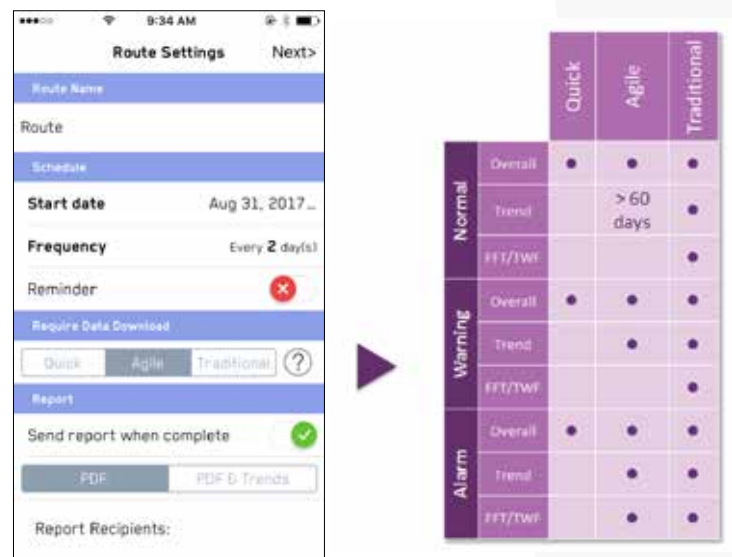 9:34 AM
Route Settings
Next>
Route Name
Route
Schedule
Start date
Aug 31, 2017...
Frequency
Every 2 day(s)
Reminder
Require Data Download
Quick
Agile
Traditional
?
Report
Send report when complete
PDF
PDF & Trends
Report Recipients:
Quick
Agile
Traditional
Normal
Overall
Trend
> 60
days
FFT/TWF
Warning
Overall
Trend
FFT/TWF
Alarm
Overall
Trend
FFT/TWF